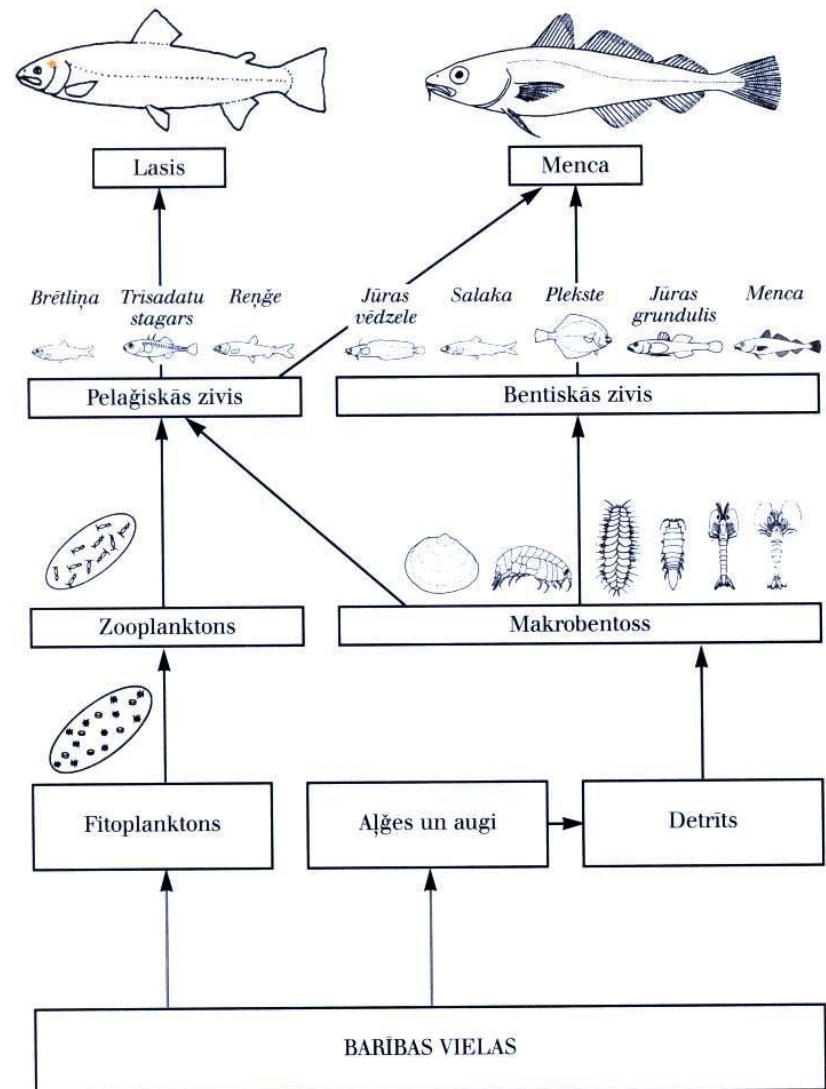 Lasis
Menca
Brētliņa
Trīsadatu
stagars
Reņģe
Jūras
vēdzele
Salaka
Plekste
Jūras
grundulis
Menca
Pelaģiskās zivis
Bentiskās zivis
Zooplanktons
Makrobentoss
Fitoplanktons
Aļģes un augi
Detrīts
BARĪBAS VIELAS